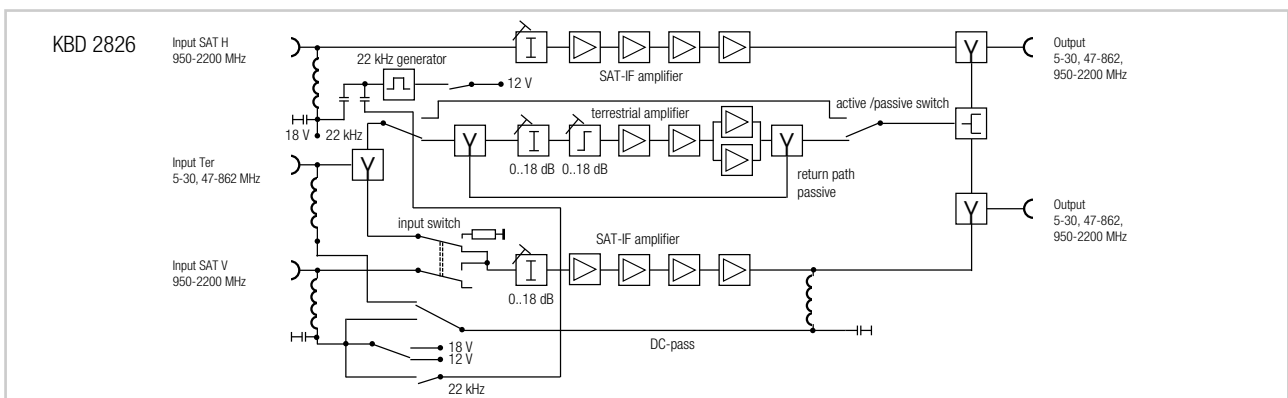 KBD 2826
Input SAT H
950-2200 MHz
22 kHz generator
12 V
SAT-IF amplifier
Output
5-30, 47-862,
950-2200 MHz
18 V
22 kHz
terrestrial amplifier
active /passive switch
Input Ter
5-30, 47-862 MHz
0..18 dB
0..18 dB
return path
passive
Output
5-30, 47-862,
950-2200 MHz
input switch
SAT-IF amplifier
Input SAT V
950-2200 MHz
0..18 dB
DC-pass
18 V
12 V
22 kHz